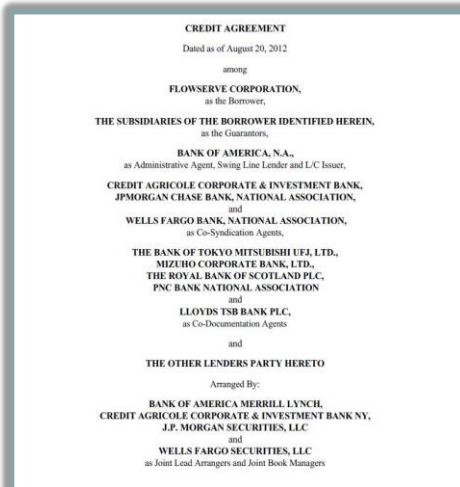 CREDIT AGREEMENT
Dated as of August 20, 2012
among
FLOWSERVE CORPORATION,
as the Borrower,
THE SUBSIDIARIES OF THE BORROWER IDENTIFIED HEREIN,
as the Guarantors,
BANK OF AMERICA, N.A.,
as Administrative Agent, Swing Line Lender and L/C Issuer,
CREDIT AGRICOLE CORPORATE & INVESTMENT BANK,
JPMORGAN CHASE BANK, NATIONAL ASSOCIATION,
and
WELLS FARGO BANK, NATIONAL ASSOCIATION,
as Co-Syndication Agents,
THE BANK OF TOKYO MITSUBISHI UFJ, LTD.,
MIZUHO CORPORATE BANK, LTD.,
THE ROYAL BANK OF SCOTLAND PLC,
PNC BANK NATIONAL ASSOCIATION
and
LLOYDS TSB BANK PLC,
as Co-Documentation Agents
and
THE OTHER LENDERS PARTY HERETO
Arranged By:
BANK OF AMERICA MERRILL LYNCH,
CREDIT AGRICOLE CORPORATE & INVESTMENT BANK NY,
J.P. MORGAN SECURITIES, LLC
and
WELLS FARGO SECURITIES, LLC
as Joint Lead Arrangers and Joint Book Managers